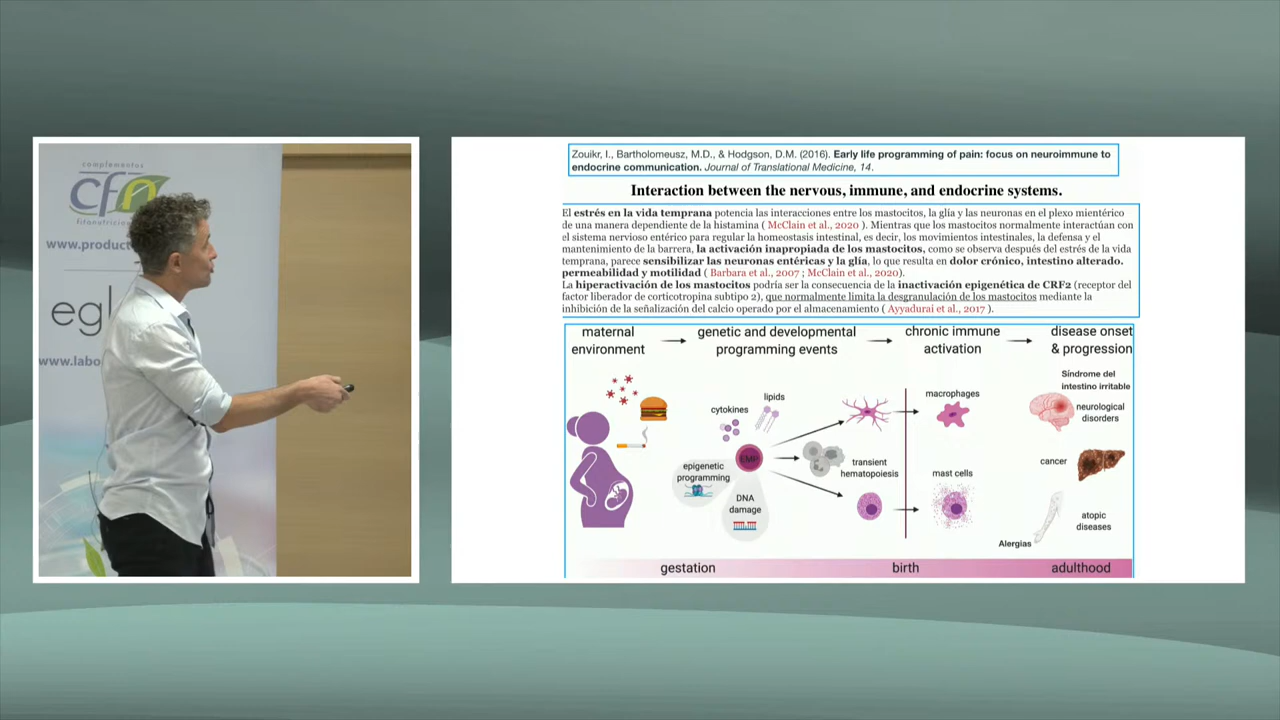 complementos
cfn
fitonutricion
www.product
egl
www.labo
Zouikr, I., Bartholomeusz, M.D., & Hodgson, D.M. (2016). Early life programming of pain: focus on neuroimmune to
endocrine communication. Journal of Translational Medicine, 14.
Interaction between the nervous, immune, and endocrine systems.
El estrés en la vida temprana potencia las interacciones entre los mastocitos, la glía y las neuronas en el plexo mientérico
de una manera dependiente de la histamina ( McClain et al., 2020 ). Mientras que los mastocitos normalmente interactúan con
el sistema nervioso entérico para regular la homeostasis intestinal, es decir, los movimientos intestinales, la defensa y el
mantenimiento de la barrera, la activación inapropiada de los mastocitos, como se observa después del estrés de la vida
temprana, parece sensibilizar las neuronas entéricas y la glía, lo que resulta en dolor crónico, intestino alterado.
permeabilidad y motilidad ( Barbara et al., 2007 ; McClain et al., 2020).
La hiperactivación de los mastocitos podría ser la consecuencia de la inactivación epigenética de CRF2 (receptor del
factor liberador de corticotropina subtipo 2), que normalmente limita la desgranulación de los mastocitos mediante la
inhibición de la señalización del calcio operado por el almacenamiento ( Ayyadurai et al., 2017 ).
maternal
environment
genetic and developmental
programming events
chronic immune
activation
disease onset
& progression
cytokines
lipids
EMP
epigenetic
programming
DNA
damage
transient
hematopoiesis
macrophages
mast cells
Síndrome del
intestino irritable
neurological
disorders
cancer
atopic
diseases
Alergias
gestation
birth
adulthood